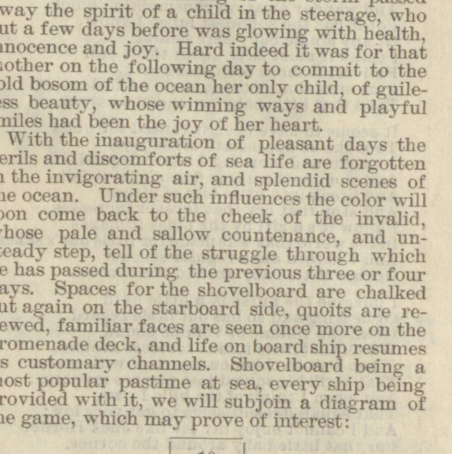 way the spirit of a child in the steerage, who
ut a few days before was glowing with health,
nnocence and joy. Hard indeed it was for that
nother on the following day to commit to the
old bosom of the ocean her only child, of guile-
ess beauty, whose winning ways and playful
miles had been the joy of her heart.
With the inauguration of pleasant days the
erils and discomforts of sea life are forgotten
n the invigorating air, and splendid scenes of
he ocean. Under such influences the color will
oon come back to the cheek of the invalid,
whose pale and sallow countenance, and un-
teady step, tell of the struggle through which
e has passed during the previous three or four
ays. Spaces for the shovelboard are chalked
ut again on the starboard side, quoits are re-
ewed, familiar faces are seen once more on the
romenade deck, and life on board ship resumes
s customary channels. Shovelboard being a
nost popular pastime at sea, every ship being
rovided with it, we will subjoin a diagram of
he game, which may prove of interest: